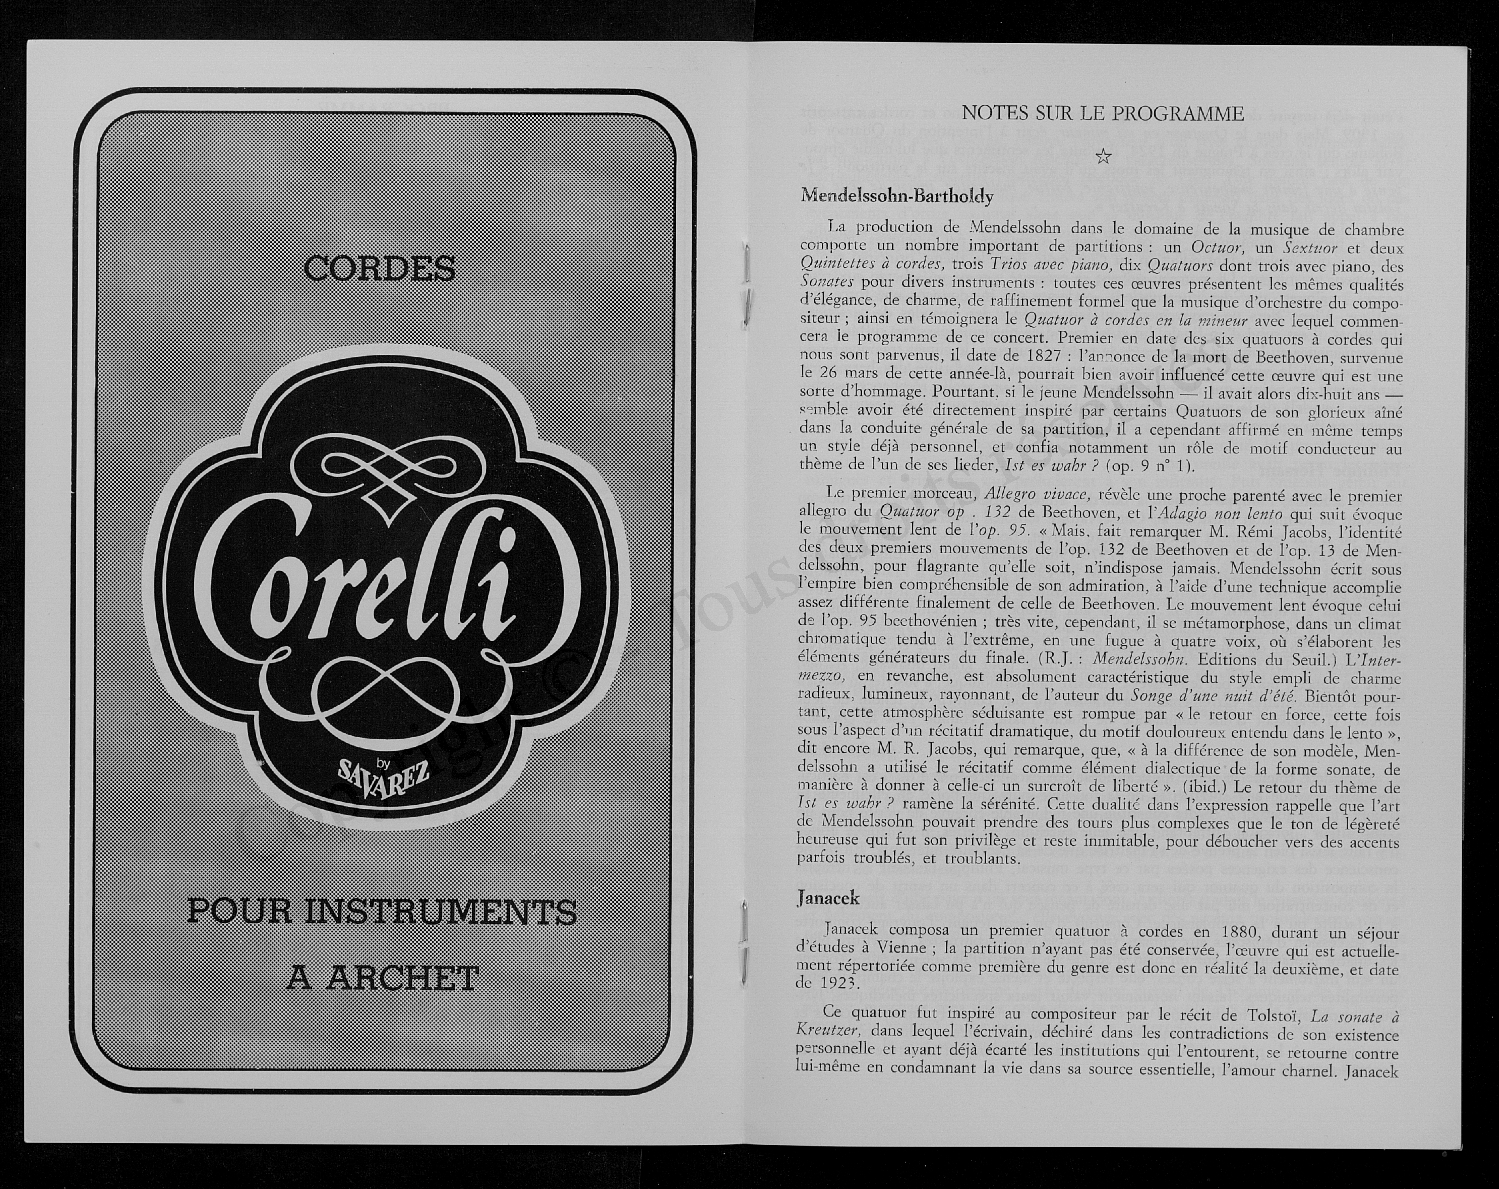 CORDES
Corelli
by
SAVAREZ
POUR INSTRUMENTS
A ARCHET
NOTES SUR LE PROGRAMME
☆
Mendelssohn-Bartholdy
La production de Mendelssohn dans le domaine de la musique de chambre
comporte un nombre important de partitions : un Octuor, un Sextuor et deux
Quintettes à cordes, trois Trios avec piano, dix Quatuors dont trois avec piano, des
Sonates pour divers instruments : toutes ces œuvres présentent les mêmes qualités
d'élégance, de charme, de raffinement formel que la musique d'orchestre du compo-
siteur ; ainsi en témoignera le Quatuor à cordes en la mineur avec lequel commen-
cera le programme de ce concert. Premier en date des six quatuors à cordes qui
nous sont parvenus, il date de 1827 : l'annonce de la mort de Beethoven, survenue
le 26 mars de cette année-là, pourrait bien avoir influencé cette œuvre qui est une
sorte d'hommage. Pourtant, si le jeune Mendelssohn — il avait alors dix-huit ans —
semble avoir été directement inspiré par certains Quatuors de son glorieux aîné
dans la conduite générale de sa partition, il a cependant affirmé en même temps
un style déjà personnel, et confia notamment un rôle de motif conducteur au
thème de l'un de ses lieder, Ist es wahr ? (op. 9 n° 1).
Le premier morceau, Allegro vivace, révèle une proche parenté avec le premier
allegro du Quatuor op . 132 de Beethoven, et l'Adagio non lento qui suit évoque
le mouvement lent de l'op. 95. « Mais, fait remarquer M. Rémi Jacobs, l'identité
des deux premiers mouvements de l'op. 132 de Beethoven et de l'op. 13 de Men-
delssohn, pour flagrante qu'elle soit, n'indispose jamais. Mendelssohn écrit sous
l'empire bien compréhensible de son admiration, à l'aide d'une technique accomplie
assez différente finalement de celle de Beethoven. Le mouvement lent évoque celui
de l'op. 95 beethovénien ; très vite, cependant, il se métamorphose, dans un climat
chromatique tendu à l'extrême, en une fugue à quatre voix, où s'élaborent les
éléments générateurs du finale. (R.J. : Mendelssohn. Editions du Seuil.) L'Inter-
mezzo, en revanche, est absolument caractéristique du style empli de charme
radieux, lumineux, rayonnant, de l'auteur du Songe d'une nuit d'été. Bientôt pour-
tant, cette atmosphère séduisante est rompue par « le retour en force, cette fois
sous l'aspect d'un récitatif dramatique, du motif douloureux entendu dans le lento »,
dit encore M. R. Jacobs, qui remarque, que, « à la différence de son modèle, Men-
delssohn a utilisé le récitatif comme élément dialectique de la forme sonate, de
manière à donner à celle-ci un surcroît de liberté ». (ibid.) Le retour du thème de
Ist es wahr ? ramène la sérénité. Cette dualité dans l'expression rappelle que l'art
de Mendelssohn pouvait prendre des tours plus complexes que le ton de légèreté
heureuse qui fut son privilège et reste inimitable, pour déboucher vers des accents
parfois troublés, et troublants.
Janacek
Janacek composa un premier quatuor à cordes en 1880, durant un séjour
d'études à Vienne ; la partition n'ayant pas été conservée, l'œuvre qui est actuelle-
ment répertoriée comme première du genre est donc en réalité la deuxième, et date
de 1923.
Ce quatuor fut inspiré au compositeur par le récit de Tolstoï, La sonate à
Kreutzer, dans lequel l'écrivain, déchiré dans les contradictions de son existence
personnelle et ayant déjà écarté les institutions qui l'entourent, se retourne contre
lui-même en condamnant la vie dans sa source essentielle, l'amour charnel. Janacek
Copyright © Tous droits réservés